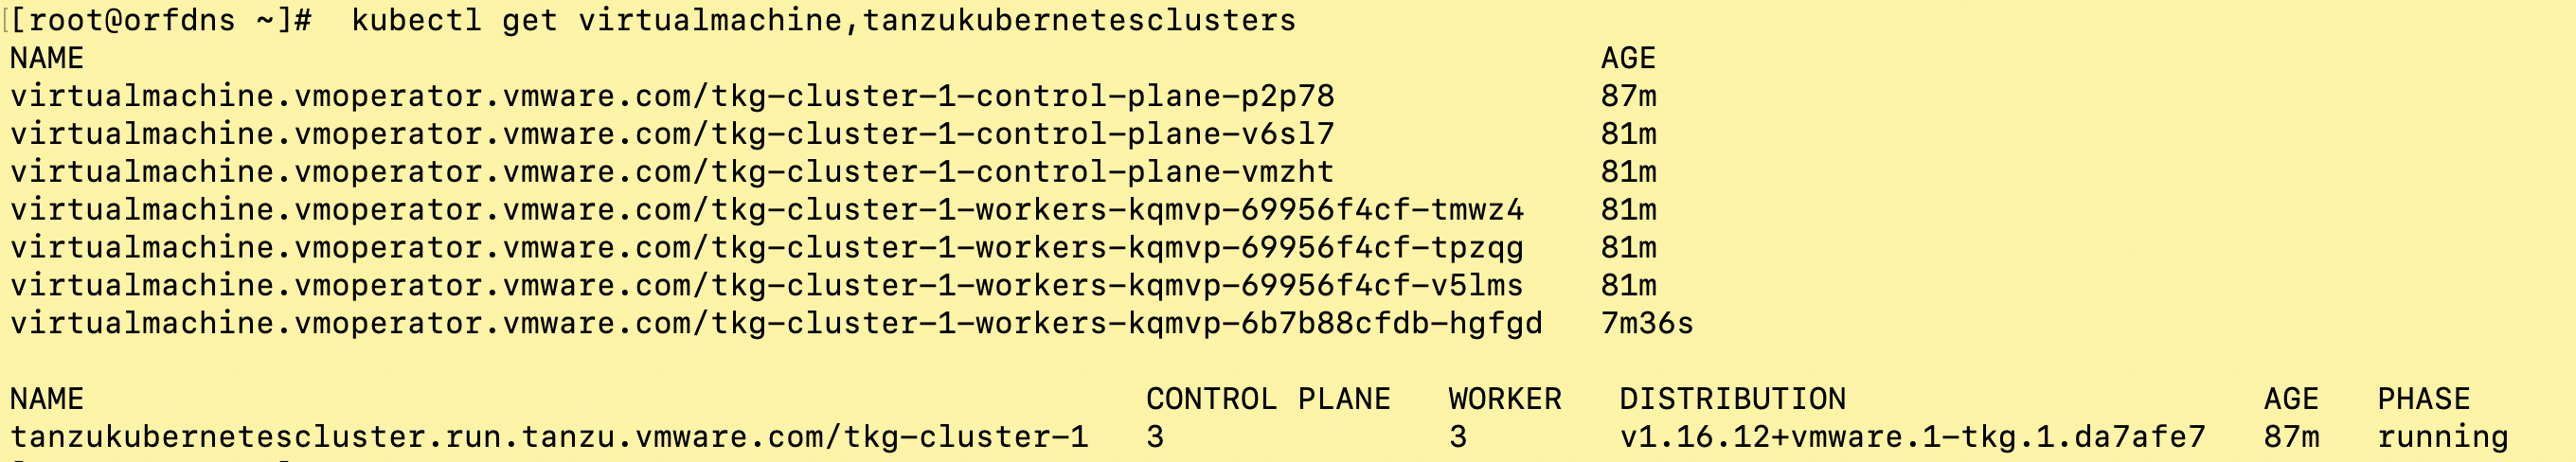 [[root@orfdns ~]#  kubectl get virtualmachine,tanzukubernetesclusters
NAME AGE
virtualmachine.vmoperator.vmware.com/tkg-cluster-1-control-plane-p2p78 87m
virtualmachine.vmoperator.vmware.com/tkg-cluster-1-control-plane-v6sl7 81m
virtualmachine.vmoperator.vmware.com/tkg-cluster-1-control-plane-vmzht 81m
virtualmachine.vmoperator.vmware.com/tkg-cluster-1-workers-kqmvp-69956f4cf-tmwz4 81m
virtualmachine.vmoperator.vmware.com/tkg-cluster-1-workers-kqmvp-69956f4cf-tpzqg 81m
virtualmachine.vmoperator.vmware.com/tkg-cluster-1-workers-kqmvp-69956f4cf-v5lms 81m
virtualmachine.vmoperator.vmware.com/tkg-cluster-1-workers-kqmvp-6b7b88cfdb-hgfgd 7m36s
NAME CONTROL PLANE WORKER DISTRIBUTION AGE PHASE
tanzukubernetescluster.run.tanzu.vmware.com/tkg-cluster-1 3 3 v1.16.12+vmware.1-tkg.1.da7afe7 87m running